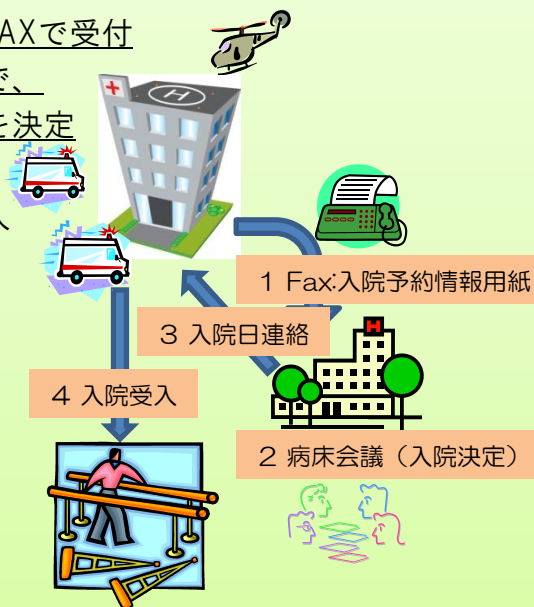 AXで受付
で、
を決定
1 Fax:入院予約情報用紙
3 入院日連絡
4 入院受入
2 病床会議（入院決定）
H
H